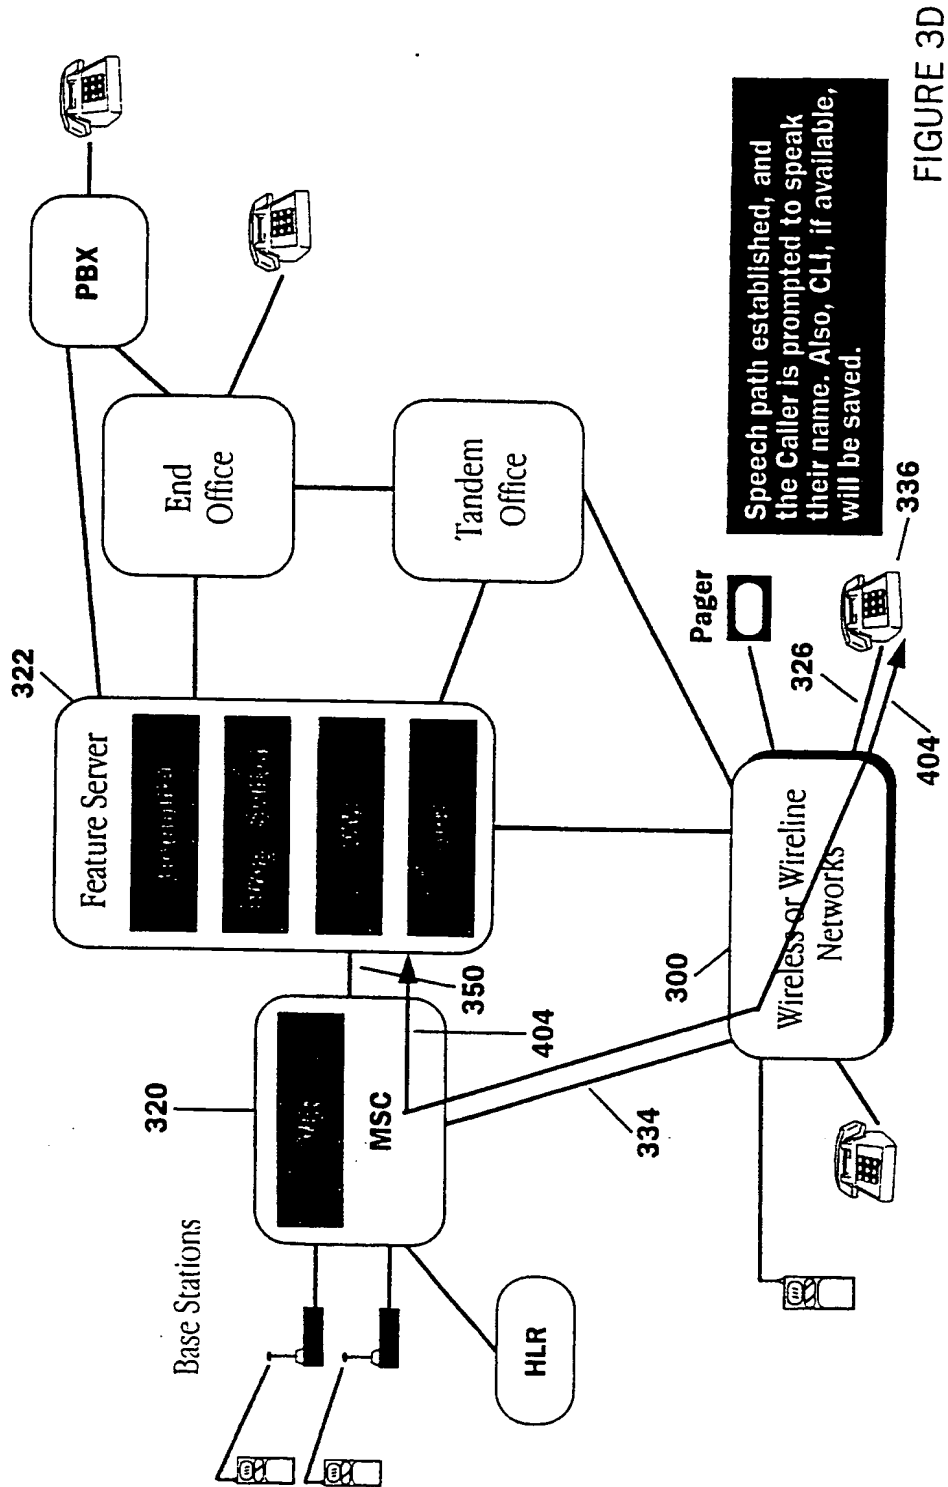 Base Stations
320
MSC
HLR
404
350
334
Feature Server
322
300
Wireless or Wireline
Networks
End
Office
Tandem
Office
PBX
Pager
326
404
336
Speech path established, and
the Caller is prompted to speak
their name. Also, CLI, if available,
will be saved.
FIGURE 3D